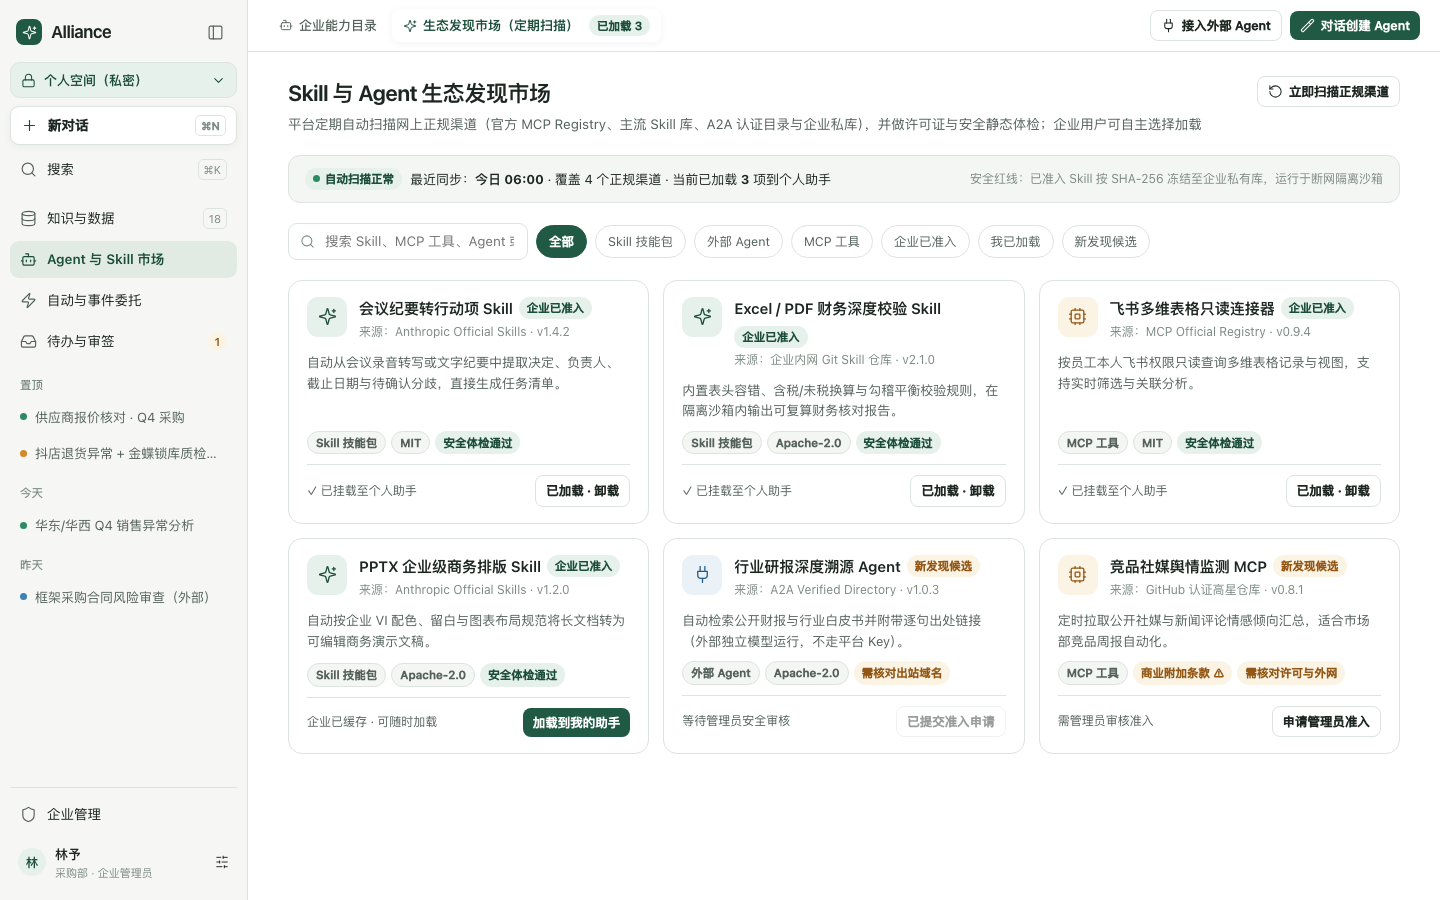 Alliance
个人空间（私密）
新对话
⌘N
搜索
⌘K
知识与数据
18
Agent 与 Skill 市场
自动与事件委托
待办与审签
1
置顶
供应商报价核对 · Q4 采购
抖店退货异常 + 金蝶锁库质检...
今天
华东/华西 Q4 销售异常分析
昨天
框架采购合同风险审查（外部）
企业管理
林
林予
采购部 · 企业管理员
企业能力目录
生态发现市场（定期扫描）
已加载 3
接入外部 Agent
对话创建 Agent
Skill 与 Agent 生态发现市场
立即扫描正规渠道
平台定期自动扫描网上正规渠道（官方 MCP Registry、主流 Skill 库、A2A 认证目录与企业私库），并做许可证与安全静态体检；企业用户可自主选择加载
自动扫描正常
最近同步：今日 06:00 · 覆盖 4 个正规渠道 · 当前已加载 3 项到个人助手
安全红线：已准入 Skill 按 SHA-256 冻结至企业私有库，运行于断网隔离沙箱
搜索 Skill、MCP 工具、Agent
全部
Skill 技能包
外部 Agent
MCP 工具
企业已准入
我已加载
新发现候选
会议纪要转行动项 Skill
企业已准入
来源：Anthropic Official Skills · v1.4.2
自动从会议录音转写或文字纪要中提取决定、负责人、
截止日期与待确认分歧，直接生成任务清单。
Skill 技能包
MIT
安全体检通过
✓ 已挂载至个人助手
已加载 · 卸载
Excel / PDF 财务深度校验 Skill
企业已准入
来源：企业内网 Git Skill 仓库 · v2.1.0
内置表头容错、含税/未税换算与勾稽平衡校验规则，在
隔离沙箱内输出可复算财务核对报告。
Skill 技能包
Apache-2.0
安全体检通过
✓ 已挂载至个人助手
已加载 · 卸载
飞书多维表格只读连接器
企业已准入
来源：MCP Official Registry · v0.9.4
按员工本人飞书权限只读查询多维表格记录与视图，支
持实时筛选与关联分析。
MCP 工具
MIT
安全体检通过
✓ 已挂载至个人助手
已加载 · 卸载
PPTX 企业级商务排版 Skill
企业已准入
来源：Anthropic Official Skills · v1.2.0
自动按企业 VI 配色、留白与图表布局规范将长文档转为
可编辑商务演示文稿。
Skill 技能包
Apache-2.0
安全体检通过
企业已缓存 · 可随时加载
加载到我的助手
行业研报深度溯源 Agent
新发现候选
来源：A2A Verified Directory · v1.0.3
自动检索公开财报与行业白皮书并附带逐句出处链接
（外部独立模型运行，不走平台 Key）。
外部 Agent
Apache-2.0
需核对出站域名
等待管理员安全审核
已提交准入申请
竞品社媒舆情监测 MCP
新发现候选
来源：GitHub 认证高星仓库 · v0.8.1
定时拉取公开社媒与新闻评论情感倾向汇总，适合市场
部竞品周报自动化。
MCP 工具
商业附加条款 ⚠
需核对许可与外网
需管理员审核准入
申请管理员准入